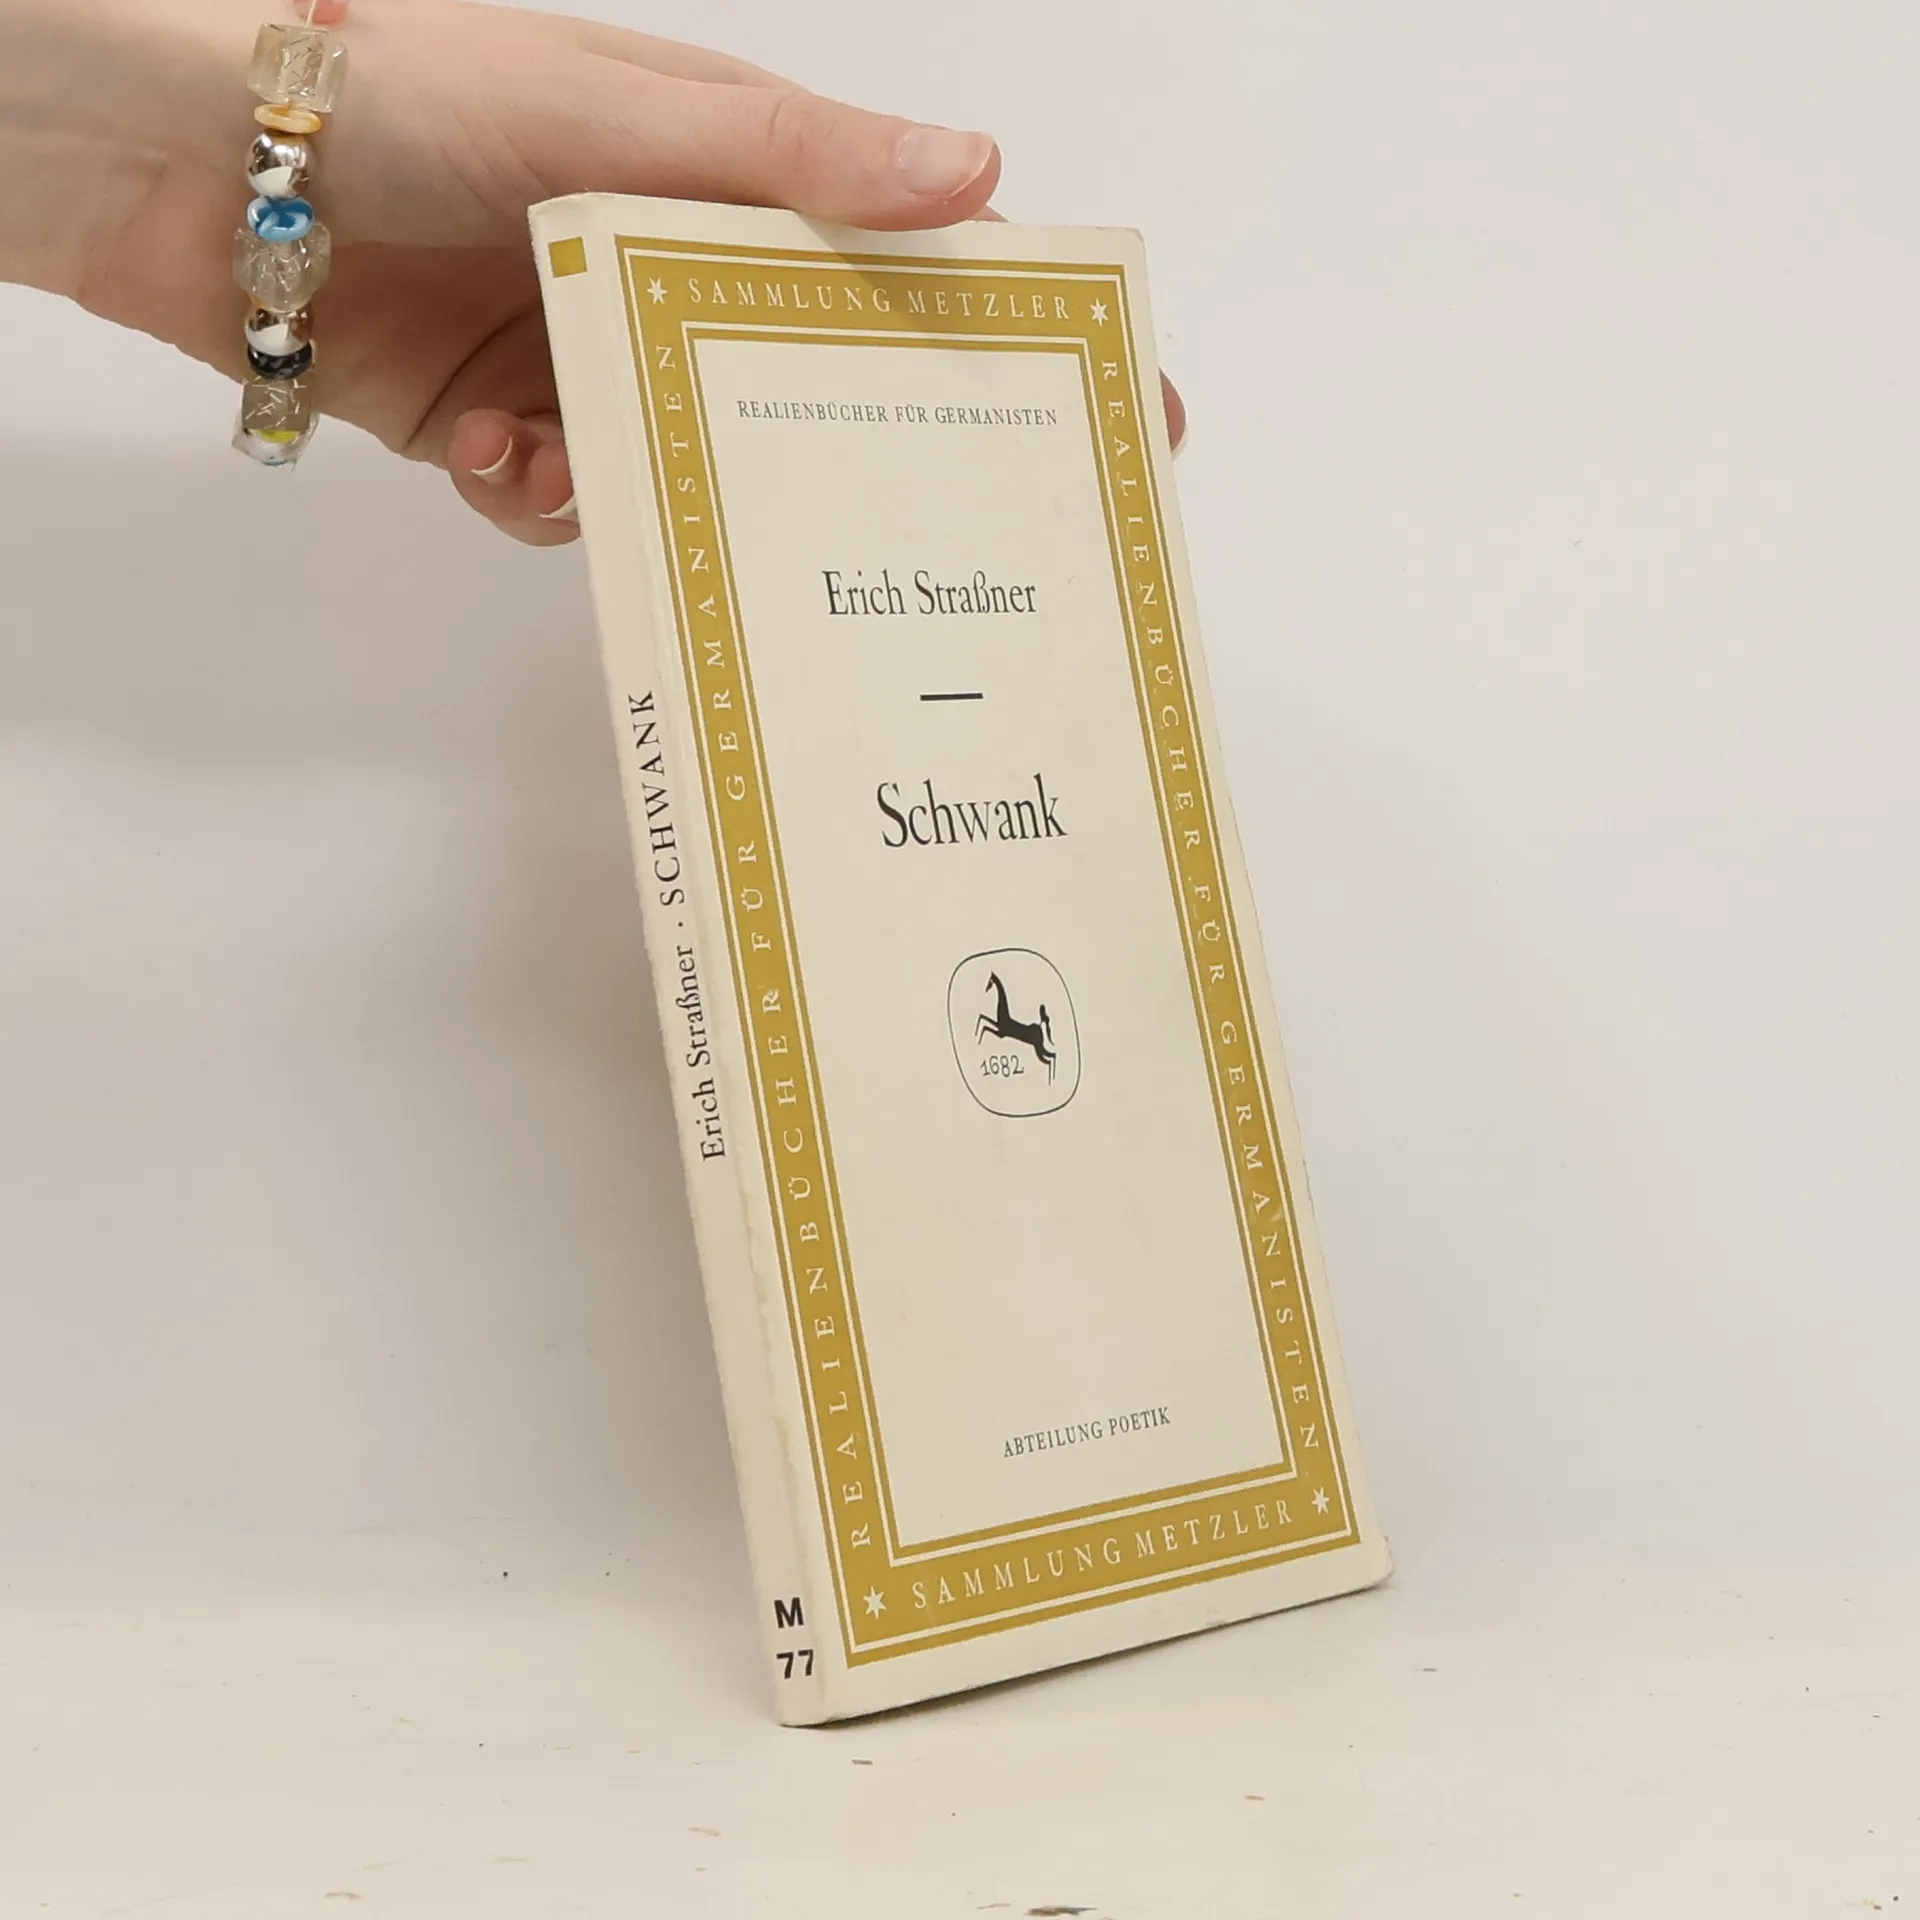 SAMMLUNG METZLER
REALIENBÜCHER FÜR GERMANISTEN
REALIENBÜCHER FÜR GERMANISTEN
REALIENBÜCHER FÜR GERMANISTEN
Erich Straßner
Schwank
1682
ABTEILUNG POETIK
SAMMLUNG METZLER
Erich Straßner · SCHWANK
M
77